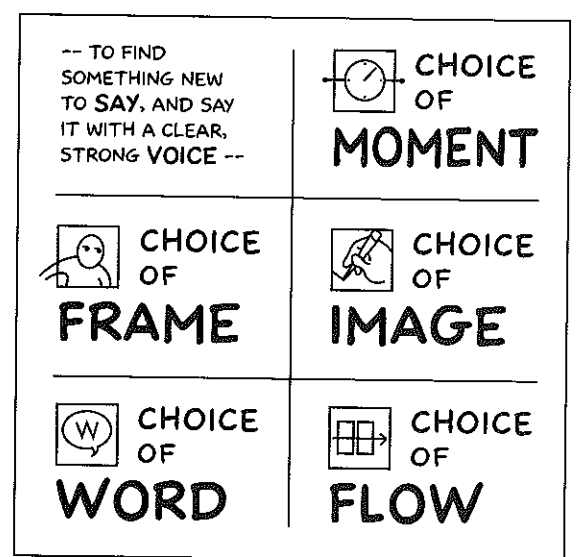 -- TO FIND
SOMETHING NEW
TO SAY, AND SAY
IT WITH A CLEAR,
STRONG VOICE --
CHOICE
OF
MOMENT
CHOICE
OF
FRAME
CHOICE
OF
IMAGE
W
CHOICE
OF
WORD
CHOICE
OF
FLOW